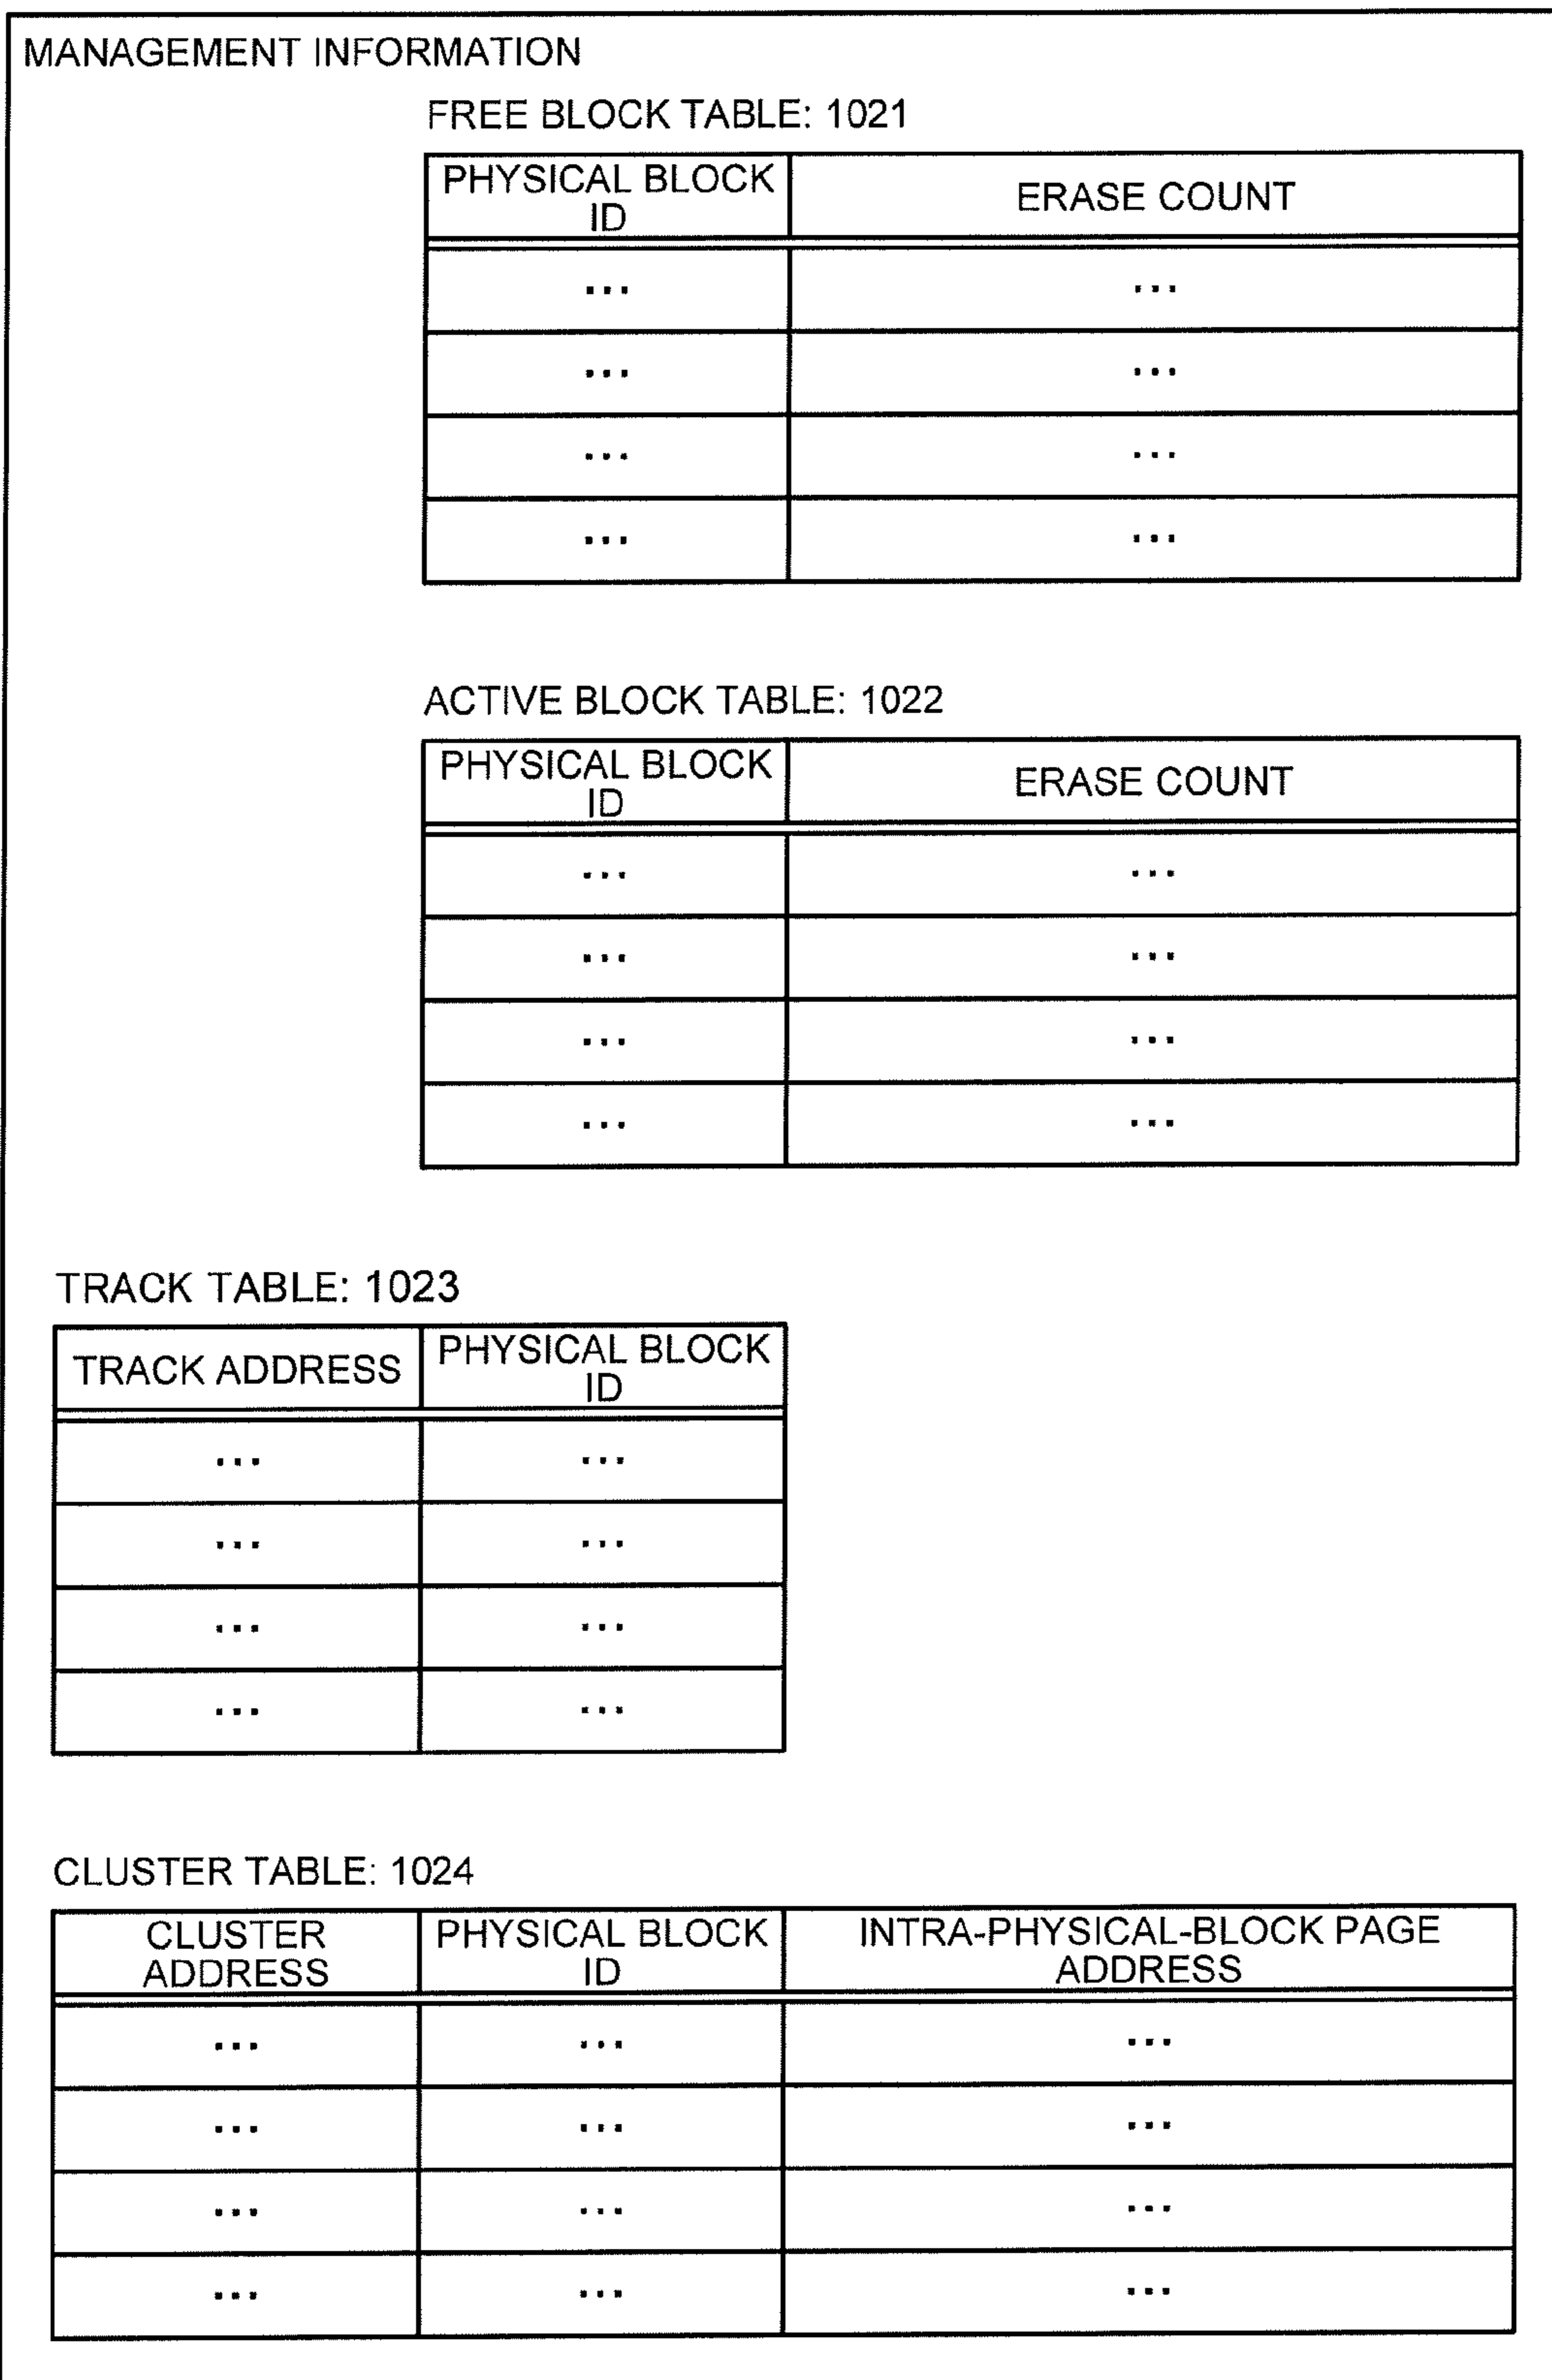 MANAGEMENT INFORMATION
FREE BLOCK TABLE: 1021
PHYSICAL BLOCK
ID
ERASE COUNT
... ...
... ...
... ...
... ...
ACTIVE BLOCK TABLE: 1022
PHYSICAL BLOCK
ID
ERASE COUNT
... ...
... ...
... ...
... ...
TRACK TABLE: 1023
TRACK ADDRESS
PHYSICAL BLOCK
ID
... ...
... ...
... ...
... ...
CLUSTER TABLE: 1024
CLUSTER
ADDRESS
PHYSICAL BLOCK
ID
INTRA-PHYSICAL-BLOCK PAGE
ADDRESS
... ... ...
... ... ...
... ... ...
... ... ...